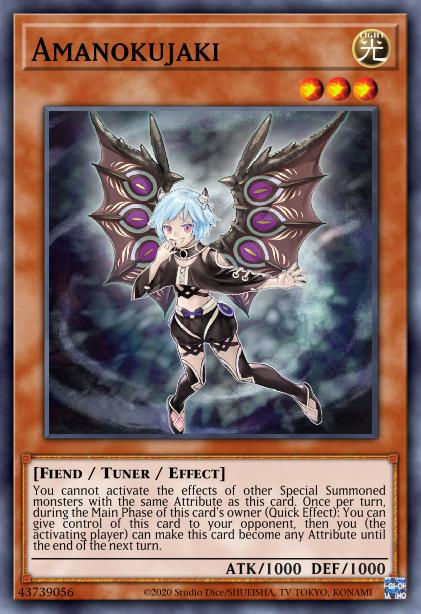 AMANOKUJAKI
LIGHT
光
[FIEND / TUNER / EFFECT]
You cannot activate the effects of other Special Summoned
monsters with the same Attribute as this card. Once per turn,
during the Main Phase of this card's owner (Quick Effect): You can
give control of this card to your opponent, then you (the
activating player) can make this card become any Attribute until
the end of the next turn.
ATK/1000 DEF/1000
43739056
©2020 Studio Dice/SHUEISHA, TV TOKYO, KONAMI